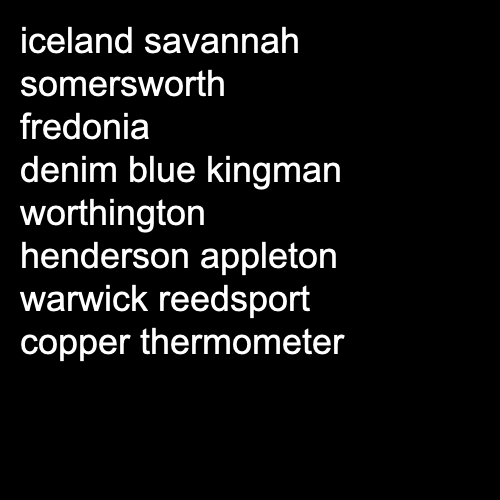 iceland savannah
somersworth
fredonia
denim blue kingman
worthington
henderson appleton
warwick reedsport
copper thermometer